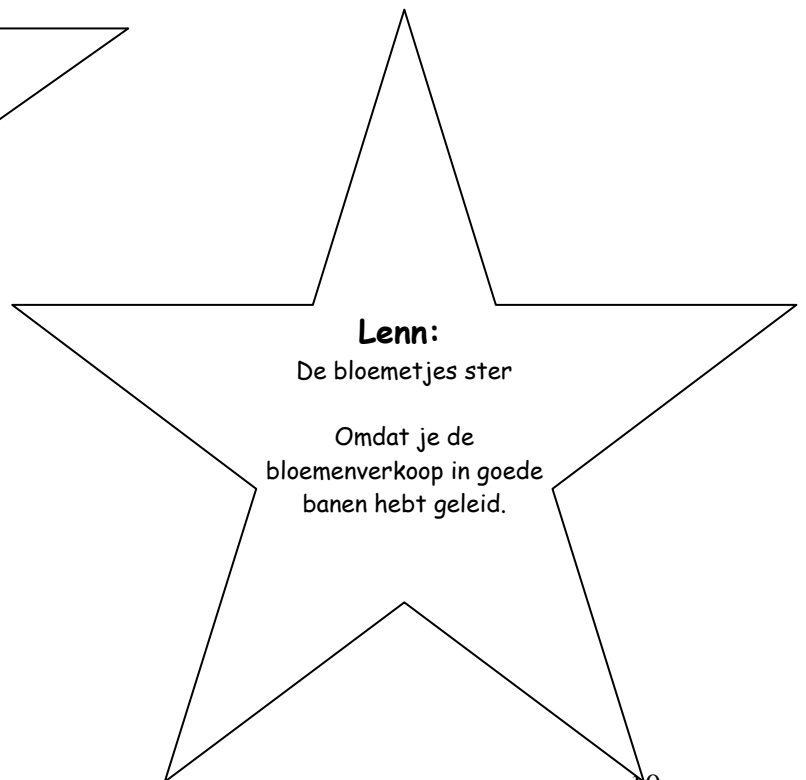 Lenn:
De bloemetjes ster
Omdat je de
bloemenverkoop in goede
banen hebt geleid.